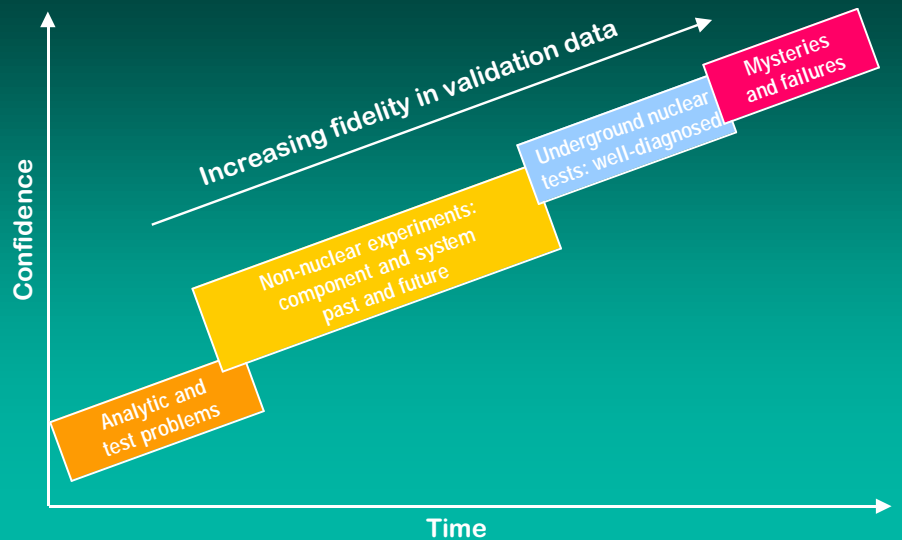 Increasing fidelity in validation data
Mysteries
and failures
Underground nuclear
tests: well-diagnosed
Non-nuclear experiments:
component and system
past and future
Analytic and
test problems
Confidence
Time